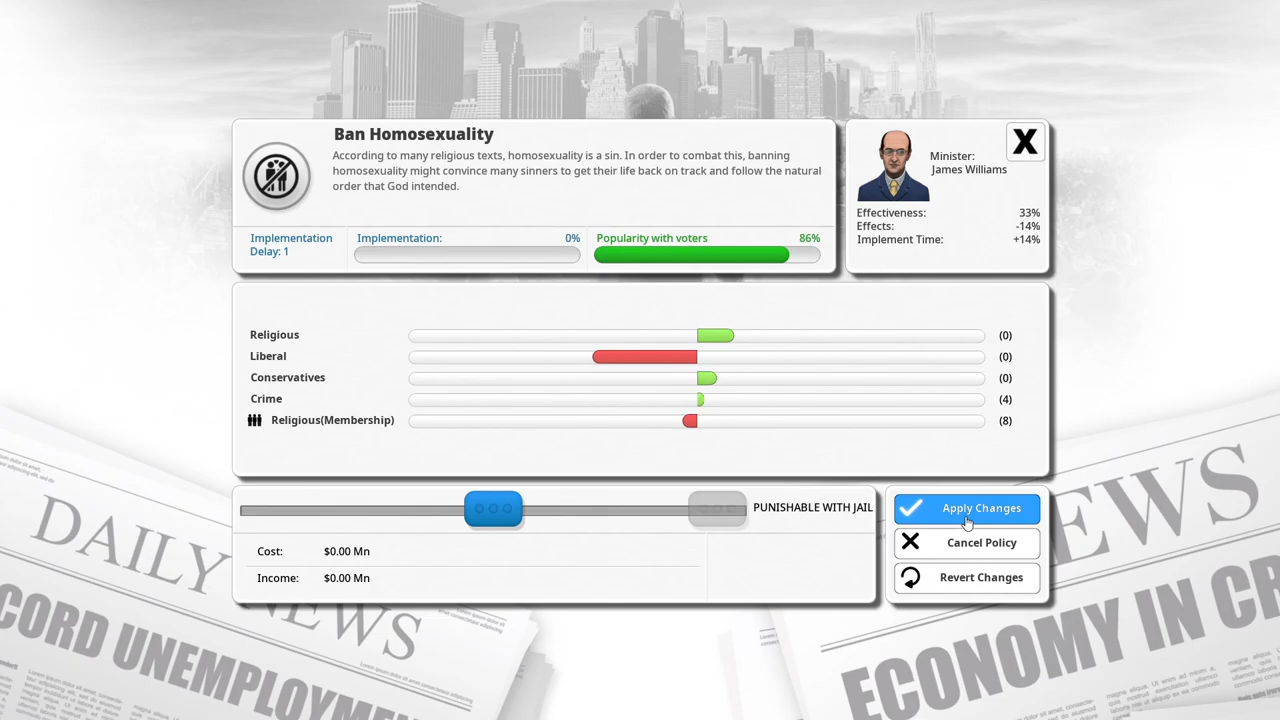 Ban Homosexuality
According to many religious texts, homosexuality is a sin. In order to combat this, banning
homosexuality might convince many sinners to get their life back on track and follow the natural
order that God intended.
Implementation
Delay: 1
Implementation: 0%
Popularity with voters 86%
X
Minister:
James Williams
Effectiveness: 33%
Effects: -14%
Implement Time: +14%
Religious (0)
Liberal (0)
Conservatives (0)
Crime (4)
Religious(Membership) (8)
PUNISHABLE WITH JAIL
Cost: $0.00 Mn
Income: $0.00 Mn
Apply Changes
Cancel Policy
Revert Changes
DAILY NEWS
CORD UNEMPLOYME
EWS
ECONOMY IN CR